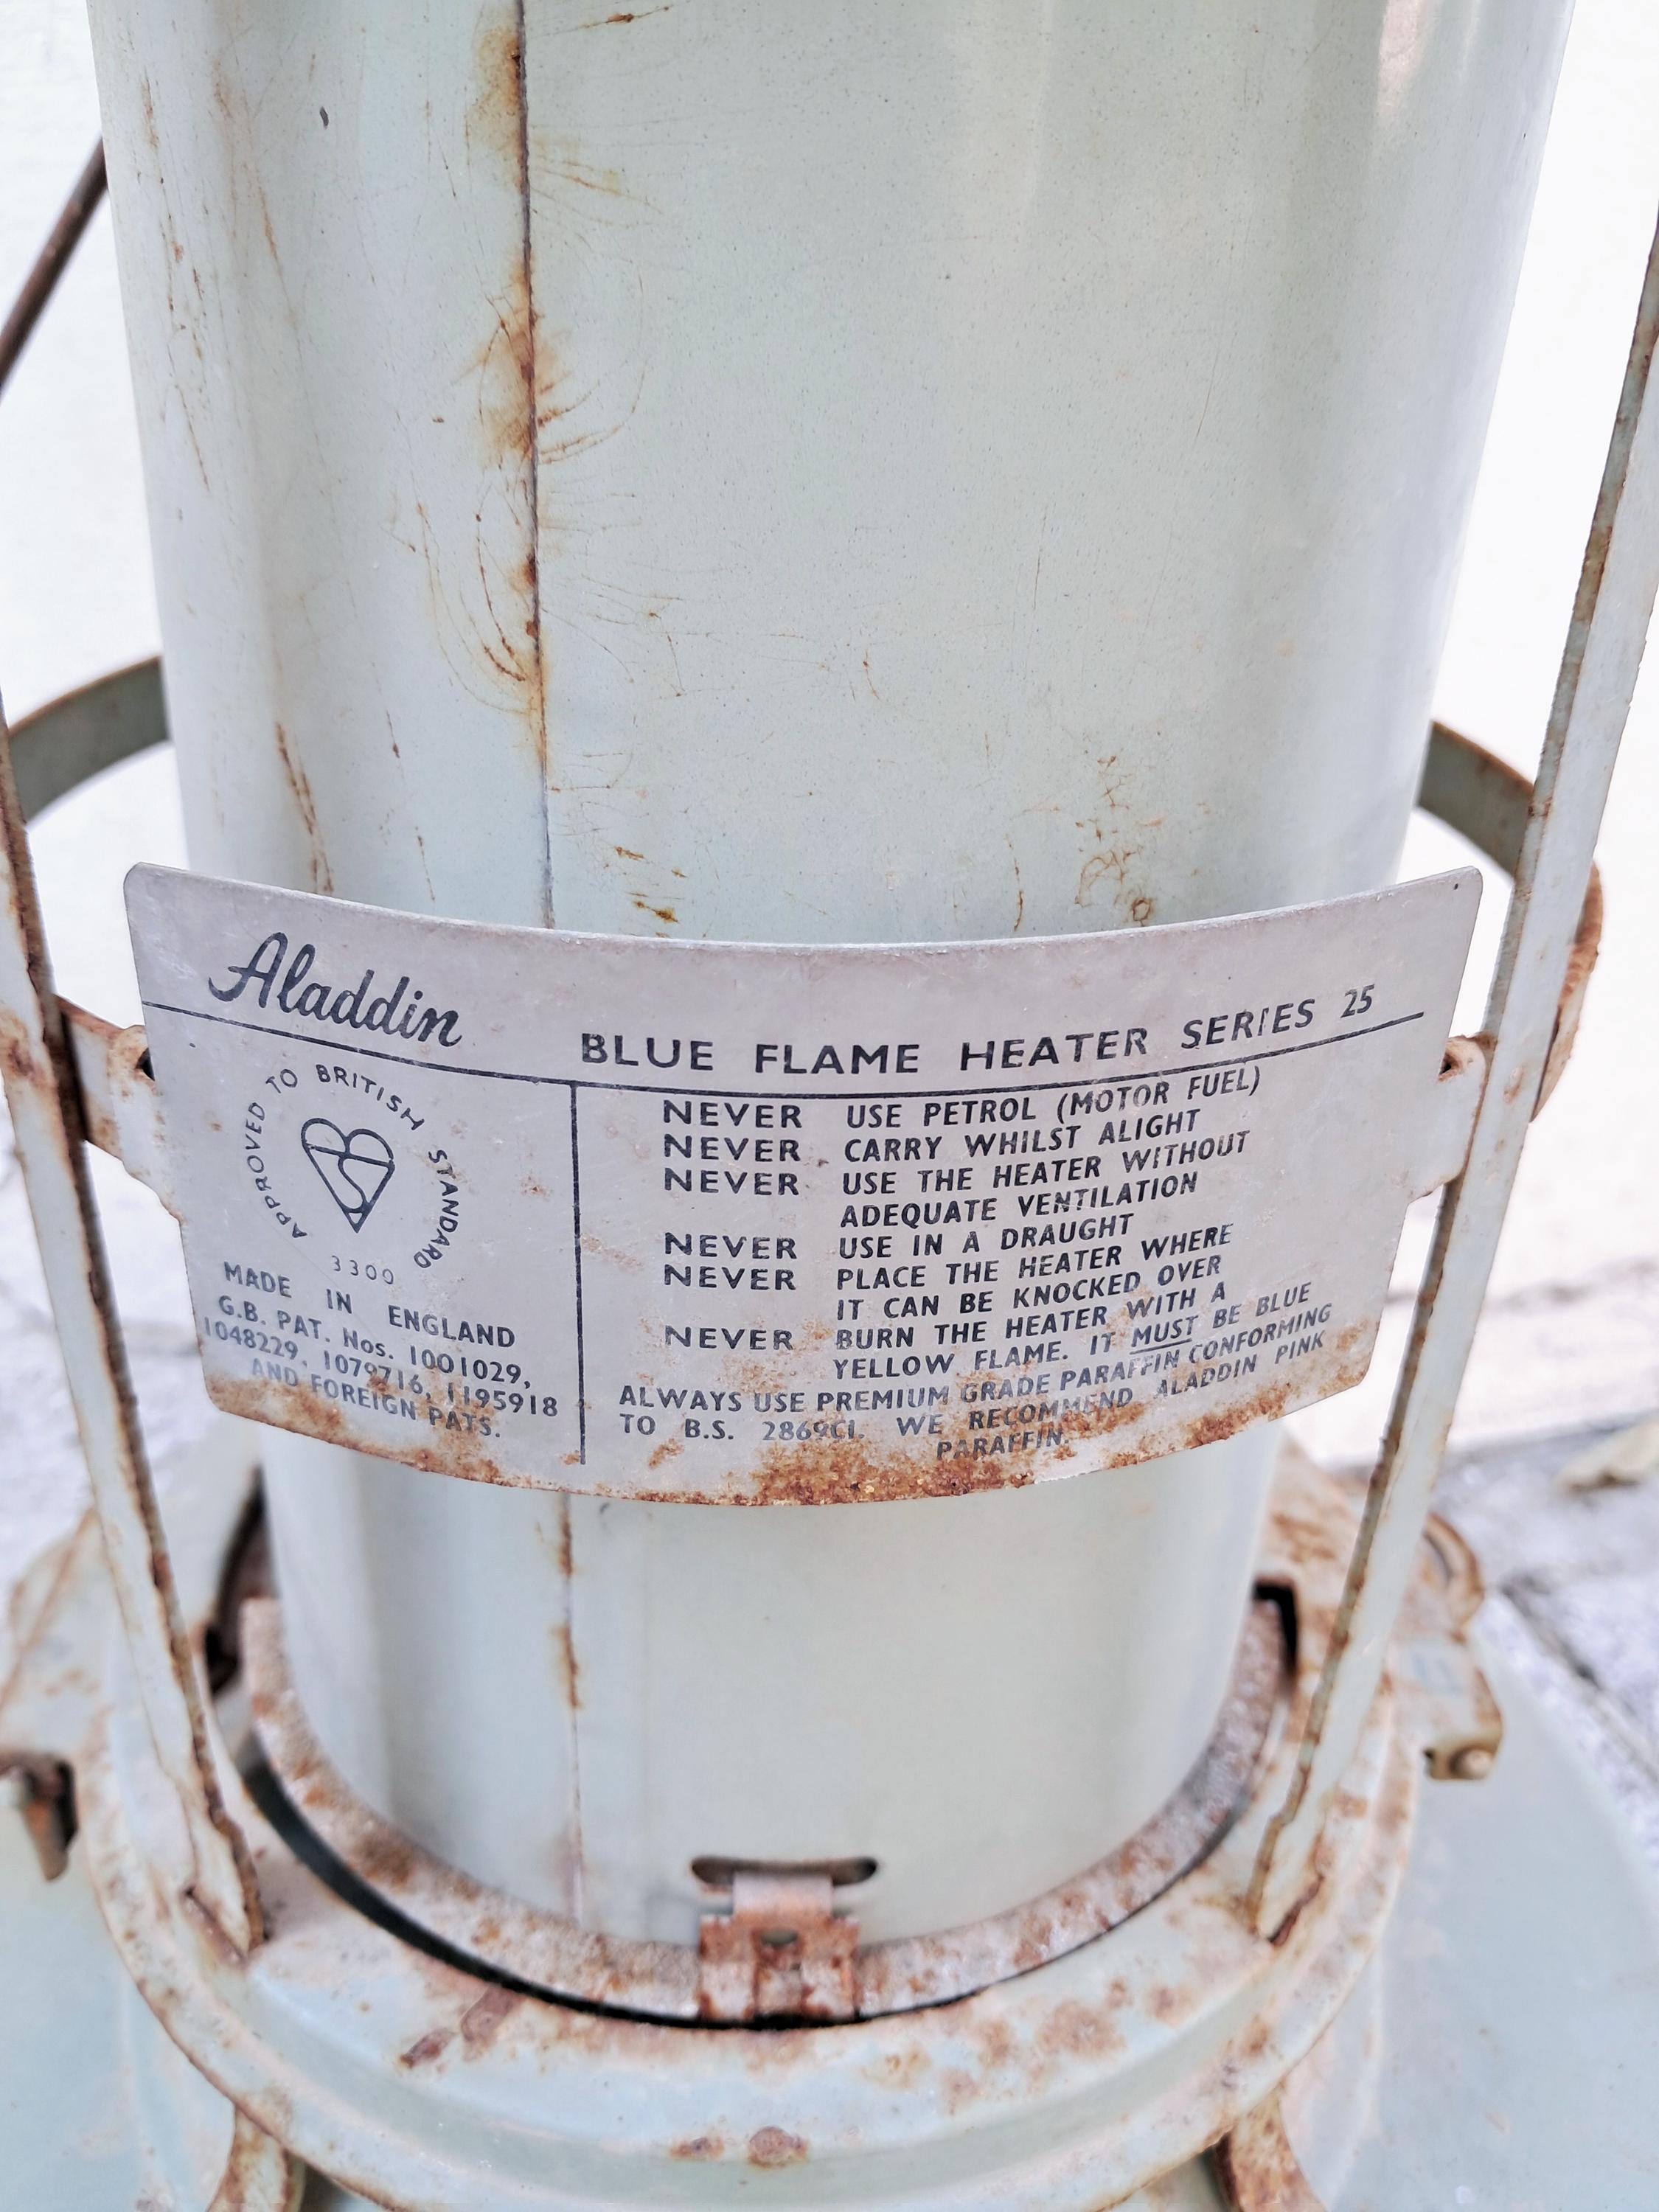 Aladdin
BLUE FLAME HEATER SERIES 25
APPROVED TO BRITISH STANDARD
3300
MADE IN ENGLAND
G.B. PAT. Nos. 1001029,
1048229, 1079716, 1195918
AND FOREIGN PATS.
NEVER USE PETROL (MOTOR FUEL)
NEVER CARRY WHILST ALIGHT
NEVER USE THE HEATER WITHOUT
ADEQUATE VENTILATION
NEVER USE IN A DRAUGHT
NEVER PLACE THE HEATER WHERE
IT CAN BE KNOCKED OVER
NEVER BURN THE HEATER WITH A
YELLOW FLAME. IT MUST BE BLUE
ALWAYS USE PREMIUM GRADE PARAFFIN CONFORMING
TO B.S. 2869CI. WE RECOMMEND ALADDIN PINK
PARAFFIN.